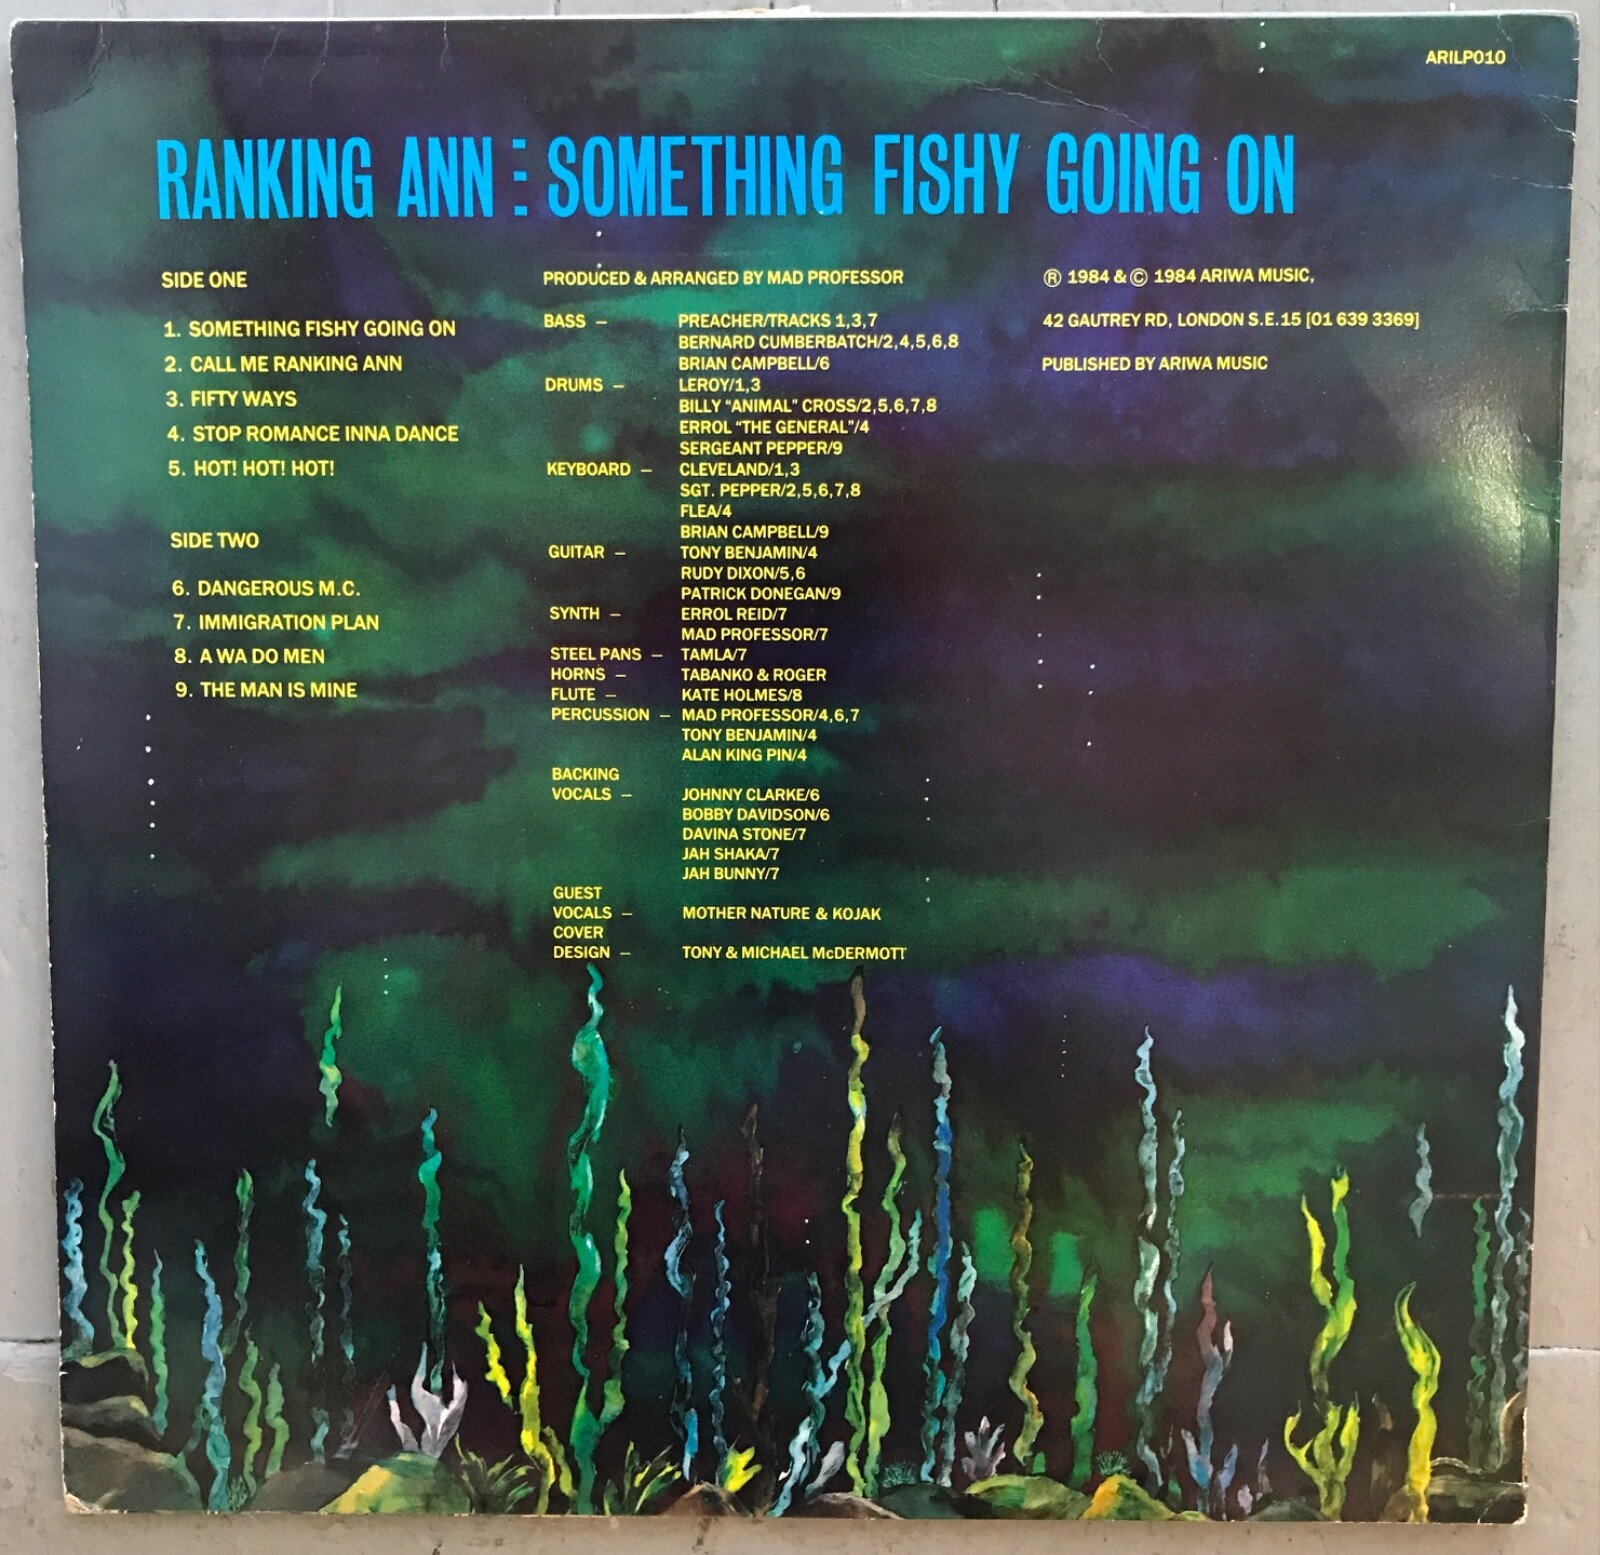 ARILP010
RANKING ANN : SOMETHING FISHY GOING ON
SIDE ONE
1. SOMETHING FISHY GOING ON
2. CALL ME RANKING ANN
3. FIFTY WAYS
4. STOP ROMANCE INNA DANCE
5. HOT! HOT! HOT!
SIDE TWO
6. DANGEROUS M.C.
7. IMMIGRATION PLAN
8. A WA DO MEN
9. THE MAN IS MINE
PRODUCED & ARRANGED BY MAD PROFESSOR
BASS – PREACHER/TRACKS 1,3,7
BERNARD CUMBERBATCH/2,4,5,6,8
BRIAN CAMPBELL/6
DRUMS – LEROY/1,3
BILLY "ANIMAL" CROSS/2,5,6,7,8
ERROL "THE GENERAL"/4
SERGEANT PEPPER/9
KEYBOARD – CLEVELAND/1,3
SGT. PEPPER/2,5,6,7,8
FLEA/4
BRIAN CAMPBELL/9
GUITAR – TONY BENJAMIN/4
RUDY DIXON/5,6
PATRICK DONEGAN/9
SYNTH – ERROL REID/7
MAD PROFESSOR/7
STEEL PANS – TAMLA/7
HORNS – TABANKO & ROGER
FLUTE – KATE HOLMES/8
PERCUSSION – MAD PROFESSOR/4,6,7
TONY BENJAMIN/4
ALAN KING PIN/4
BACKING
VOCALS – JOHNNY CLARKE/6
BOBBY DAVIDSON/6
DAVINA STONE/7
JAH SHAKA/7
JAH BUNNY/7
GUEST
VOCALS – MOTHER NATURE & KOJAK
COVER
DESIGN – TONY & MICHAEL McDERMOTT
Ⓡ 1984 & © 1984 ARIWA MUSIC,
42 GAUTREY RD, LONDON S.E.15 [01 639 3369]
PUBLISHED BY ARIWA MUSIC